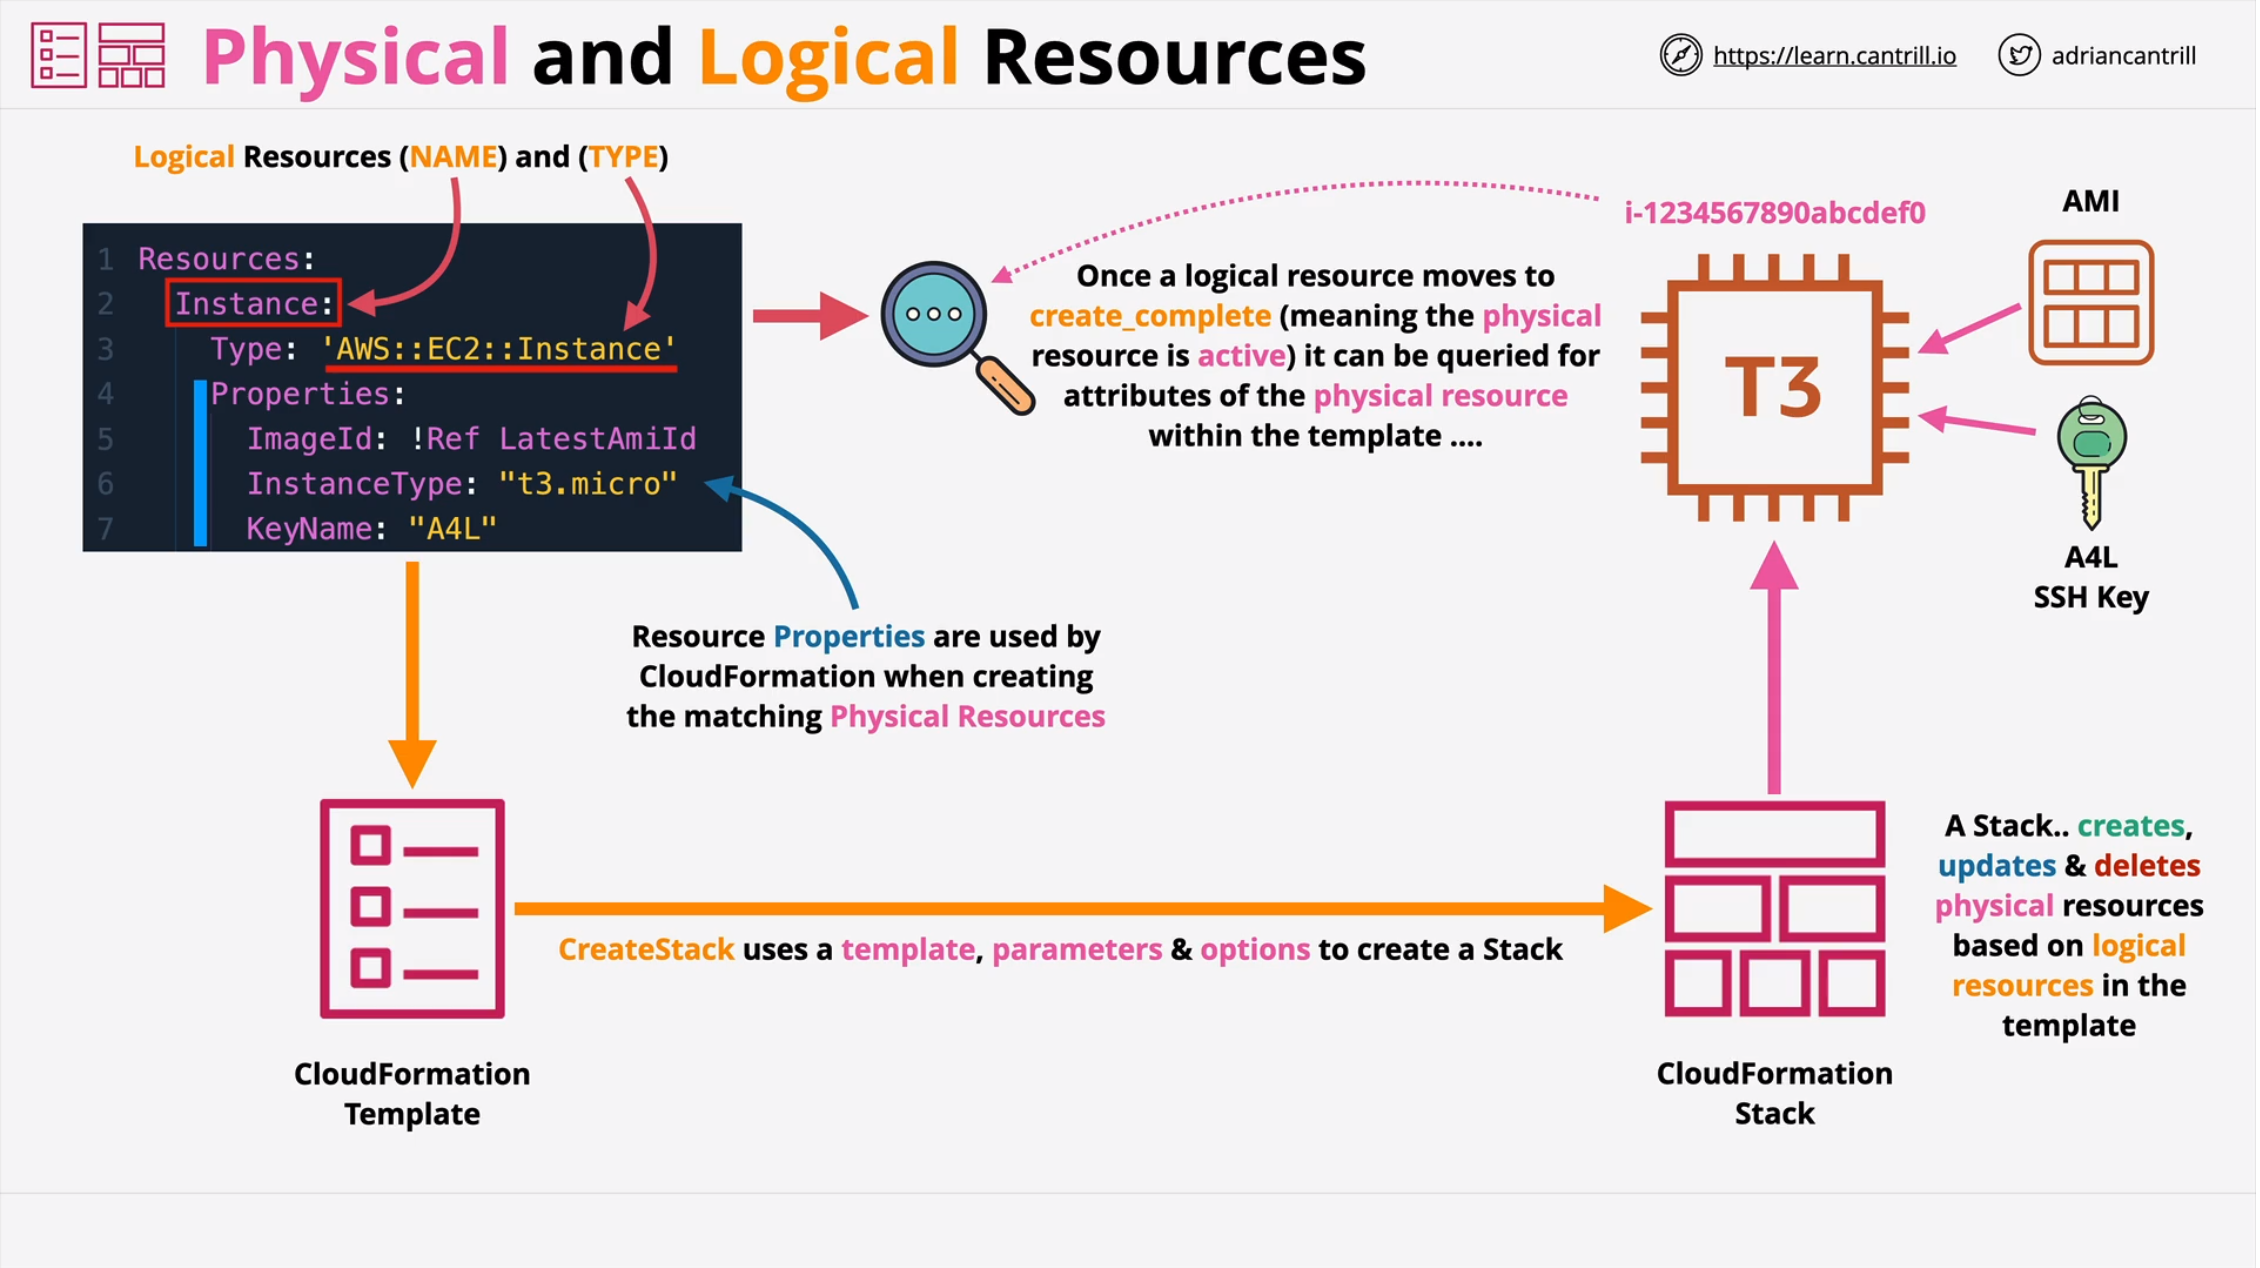 Physical and Logical Resources
https://learn.cantrill.io
adriancantrill
Logical Resources (NAME) and (TYPE)
1 Resources:
2 Instance:
3 Type: 'AWS::EC2::Instance'
4 Properties:
5 ImageId: !Ref LatestAmiId
6 InstanceType: "t3.micro"
7 KeyName: "A4L"
Once a logical resource moves to
create_complete (meaning the physical
resource is active) it can be queried for
attributes of the physical resource
within the template ....
i-1234567890abcdef0
T3
AMI
A4L
SSH Key
Resource Properties are used by
CloudFormation when creating
the matching Physical Resources
CreateStack uses a template, parameters & options to create a Stack
A Stack.. creates,
updates & deletes
physical resources
based on logical
resources in the
template
CloudFormation
Template
CloudFormation
Stack